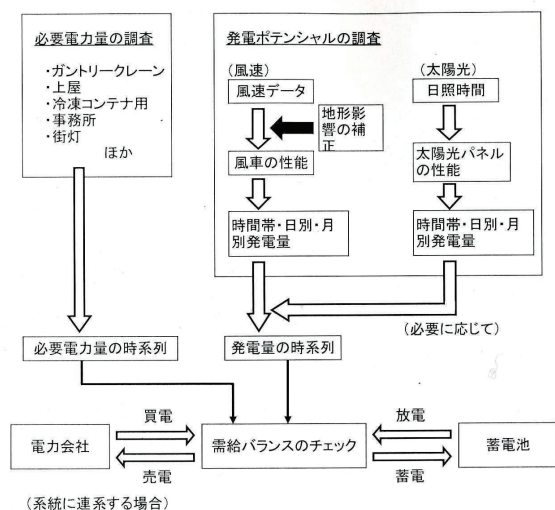 必要電力量の調査
・ガントリークレーン
・上屋
・冷凍コンテナ用
・事務所
・街灯
ほか
発電ポテンシャルの調査
(風速)
風速データ
地形影
響の補
正
風車の性能
時間帯・日別・月
別発電量
(太陽光)
日照時間
太陽光パネル
の性能
時間帯・日別・月
別発電量
(必要に応じて)
必要電力量の時系列
発電量の時系列
電力会社
買電
売電
需給バランスのチェック
放電
蓄電
蓄電池
(系統に連系する場合)